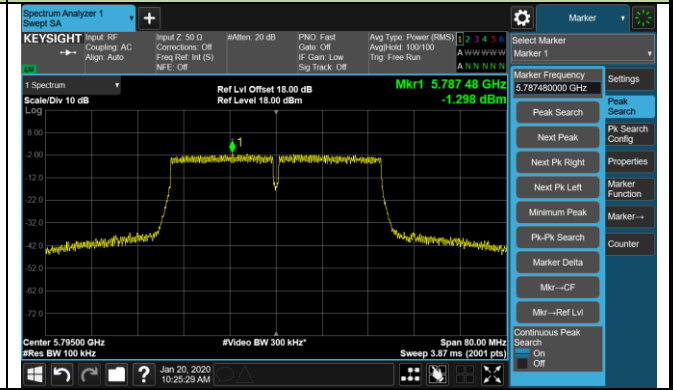 Spectrum Analyzer 1
Swept SA
+
Marker
KEYSIGHT
Input: RF
Coupling: AC
Align: Auto
Input Z: 50 Ω
Corrections: Off
Freq Ref: Int (S)
NFE: Off
#Atten: 20 dB
PNO: Fast
Gate: Off
IF Gain: Low
Sig Track: Off
Avg Type: Power (RMS)
Avg|Hold: 100/100
Trig: Free Run
1 2 3 4 5 6
A W W W W W
A N N N N N
Select Marker
Marker 1
1 Spectrum
Scale/Div 10 dB
Log
Ref Lvl Offset 18.00 dB
Ref Level 18.00 dBm
Mkr1 5.787 48 GHz
-1.298 dBm
8.00
-2.00
-12.0
-22.0
-32.0
-42.0
-52.0
-62.0
-72.0
1
Center 5.79500 GHz
#Res BW 100 kHz
#Video BW 300 kHz*
Span 80.00 MHz
Sweep 3.87 ms (2001 pts)
Marker Frequency
5.787480000 GHz
Peak Search
Next Peak
Next Pk Right
Next Pk Left
Minimum Peak
Pk-Pk Search
Marker Delta
Mkr→CF
Mkr→Ref Lvl
Continuous Peak
Search
On
Off
Settings
Peak
Search
Pk Search
Config
Properties
Marker
Function
Marker→
Counter
?
Jan 20, 2020
10:25:29 AM